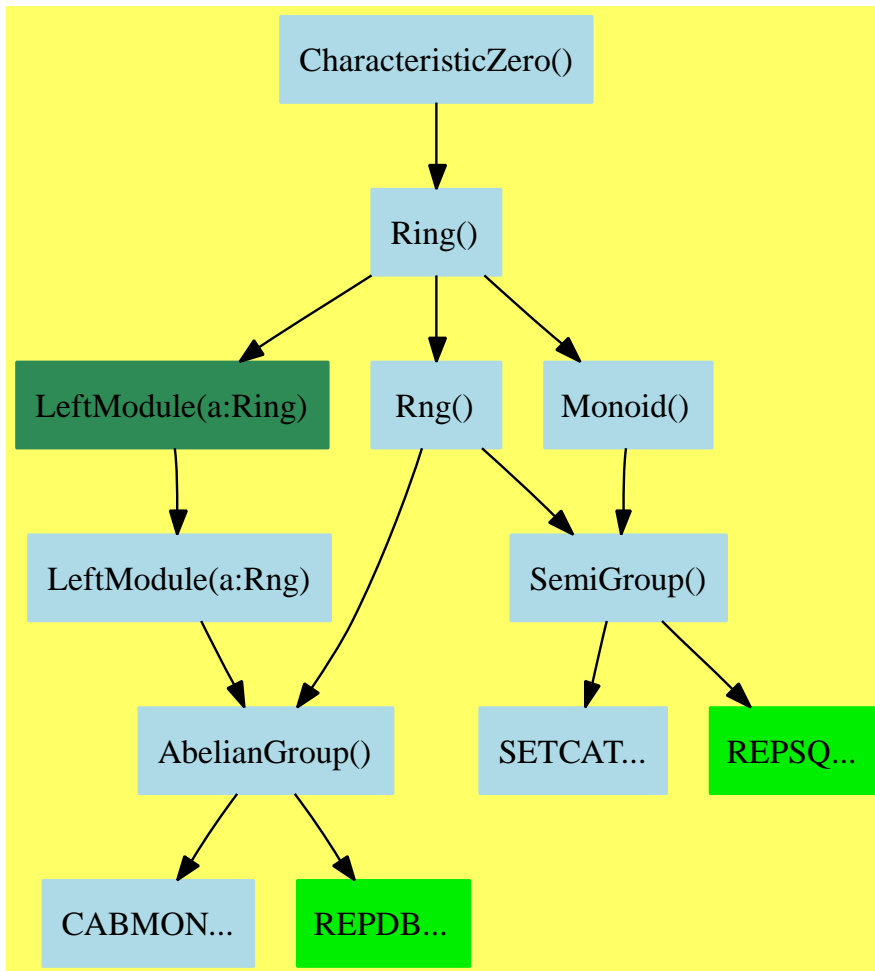 CharacteristicZero()
Ring()
LeftModule(a:Ring)
Rng()
Monoid()
LeftModule(a:Rng)
SemiGroup()
AbelianGroup()
SETCAT...
REPSQ...
CABMON...
REPDB...